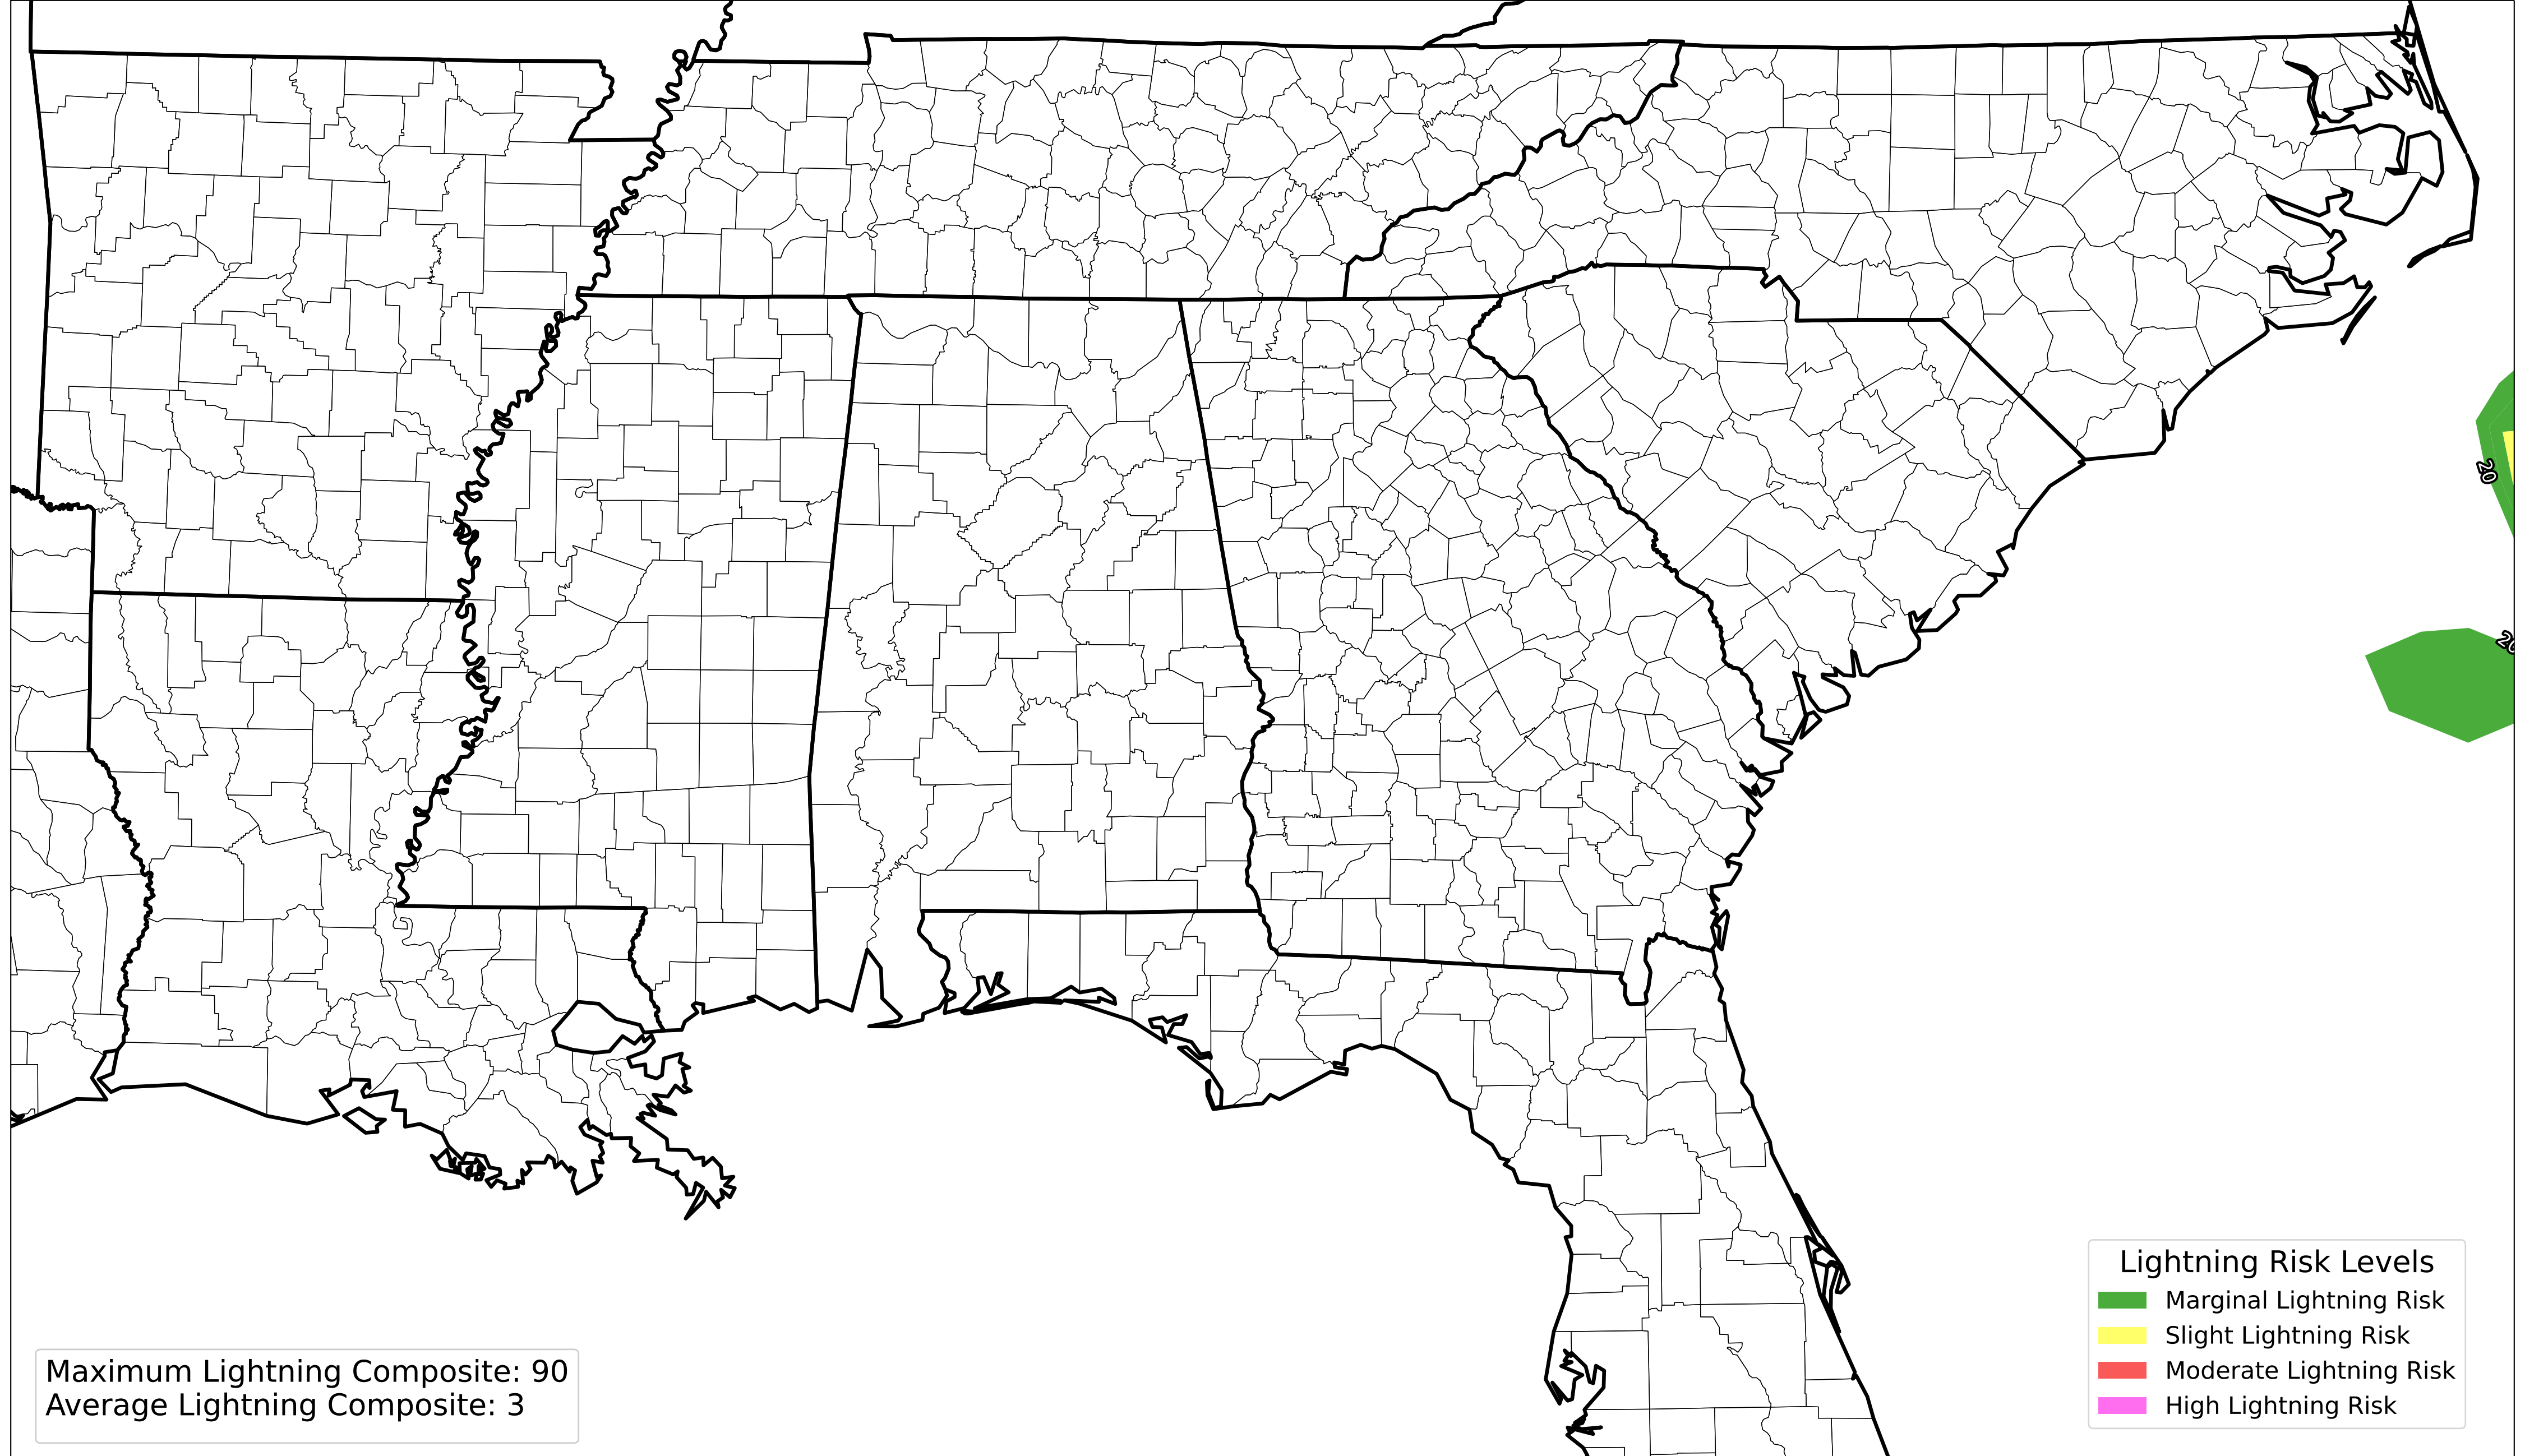 20
20
Lightning Risk Levels
Marginal Lightning Risk
Slight Lightning Risk
Moderate Lightning Risk
High Lightning Risk
Maximum Lightning Composite: 90
Average Lightning Composite: 3